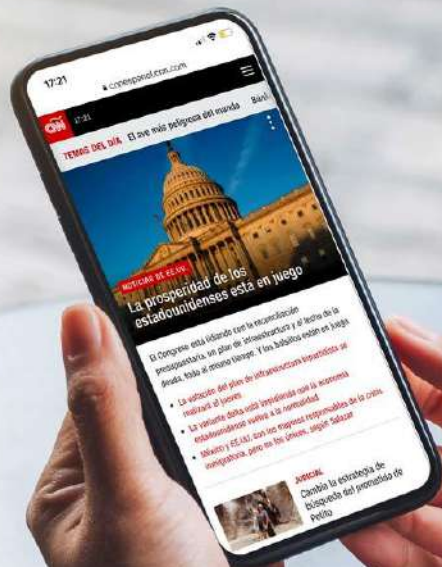 17:21
cnnespanol.cnn.com
CNN 17:21
TEMAS DEL DÍA El ave más peligrosa del mundo
NOTICIAS DE EE.UU.
La prosperidad de los
estadounidenses está en juego
El Congreso está lidiando con la reconciliación
presupuestaria, un plan de infraestructura y el techo de la
deuda, todo al mismo tiempo. Y los bolsillos están en juego
• La votación del plan de infraestructura bipartidista se
realizará el jueves
• La variante delta está impidiendo que la economía
estadounidense vuelva a la normalidad
• México y EE.UU. son los mayores responsables de la crisis
inmigratoria, pero no los únicos, según Salazar
JUDICIAL
Cambia la estrategia de
búsqueda del prometido de
Petito